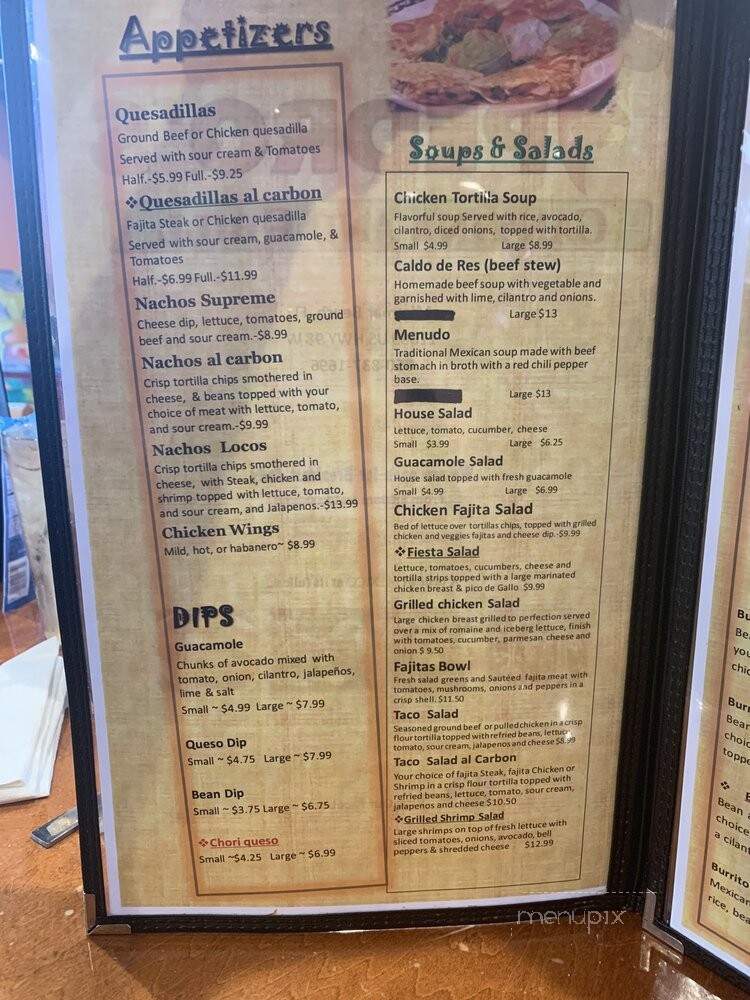 Appetizers
Quesadillas
Ground Beef or Chicken quesadilla
Served with sour cream & Tomatoes
Half.-$5.99 Full.-$9.25
❖Quesadillas al carbon
Fajita Steak or Chicken quesadilla
Served with sour cream, guacamole, &
Tomatoes
Half.-$6.99 Full.-$11.99
Nachos Supreme
Cheese dip, lettuce, tomatoes, ground
beef and sour cream.-$8.99
Nachos al carbon
Crisp tortilla chips smothered in
cheese, & beans topped with your
choice of meat with lettuce, tomato,
and sour cream.-$9.99
Nachos Locos
Crisp tortilla chips smothered in
cheese, with Steak, chicken and
shrimp topped with lettuce, tomato,
and sour cream, and Jalapenos.-$13.99
Chicken Wings
Mild, hot, or habanero~ $8.99
DIPS
Guacamole
Chunks of avocado mixed with
tomato, onion, cilantro, jalapeños,
lime & salt
Small ~ $4.99 Large ~ $7.99
Queso Dip
Small ~ $4.75 Large ~ $7.99
Bean Dip
Small ~ $3.75 Large ~ $6.75
❖Chori queso
Small ~$4.25 Large ~ $6.99
Soups & Salads
Chicken Tortilla Soup
Flavorful soup Served with rice, avocado,
cilantro, diced onions, topped with tortilla.
Small $4.99 Large $8.99
Caldo de Res (beef stew)
Homemade beef soup with vegetable and
garnished with lime, cilantro and onions.
Large $13
Menudo
Traditional Mexican soup made with beef
stomach in broth with a red chili pepper
base.
Large $13
House Salad
Lettuce, tomato, cucumber, cheese
Small $3.99 Large $6.25
Guacamole Salad
House salad topped with fresh guacamole
Small $4.99 Large $6.99
Chicken Fajita Salad
Bed of lettuce over tortillas chips, topped with grilled
chicken and veggies fajitas and cheese dip.-$9.99
❖Fiesta Salad
Lettuce, tomatoes, cucumbers, cheese and
tortilla strips topped with a large marinated
chicken breast & pico de Gallo $9.99
Grilled chicken Salad
Large chicken breast grilled to perfection served
over a mix of romaine and iceberg lettuce, finish
with tomatoes, cucumber, parmesan cheese and
onion $ 9.50
Fajitas Bowl
Fresh salad greens and Sautéed fajita meat with
tomatoes, mushrooms, onions and peppers in a
crisp shell. $11.50
Taco Salad
Seasoned ground beef or pulled chicken in a crisp
flour tortilla topped with refried beans, lettuce,
tomato, sour cream, jalapenos and cheese $8.99
Taco Salad al Carbon
Your choice of fajita Steak, fajita Chicken or
Shrimp in a crisp flour tortilla topped with
refried beans, lettuce, tomato, sour cream,
jalapenos and cheese $10.50
❖Grilled Shrimp Salad
Large shrimps on top of fresh lettuce with
sliced tomatoes, onions, avocado, bell
peppers & shredded cheese $12.99
Burrito
Mexican
rice, bea
Bean
choice
a cilant
menupix